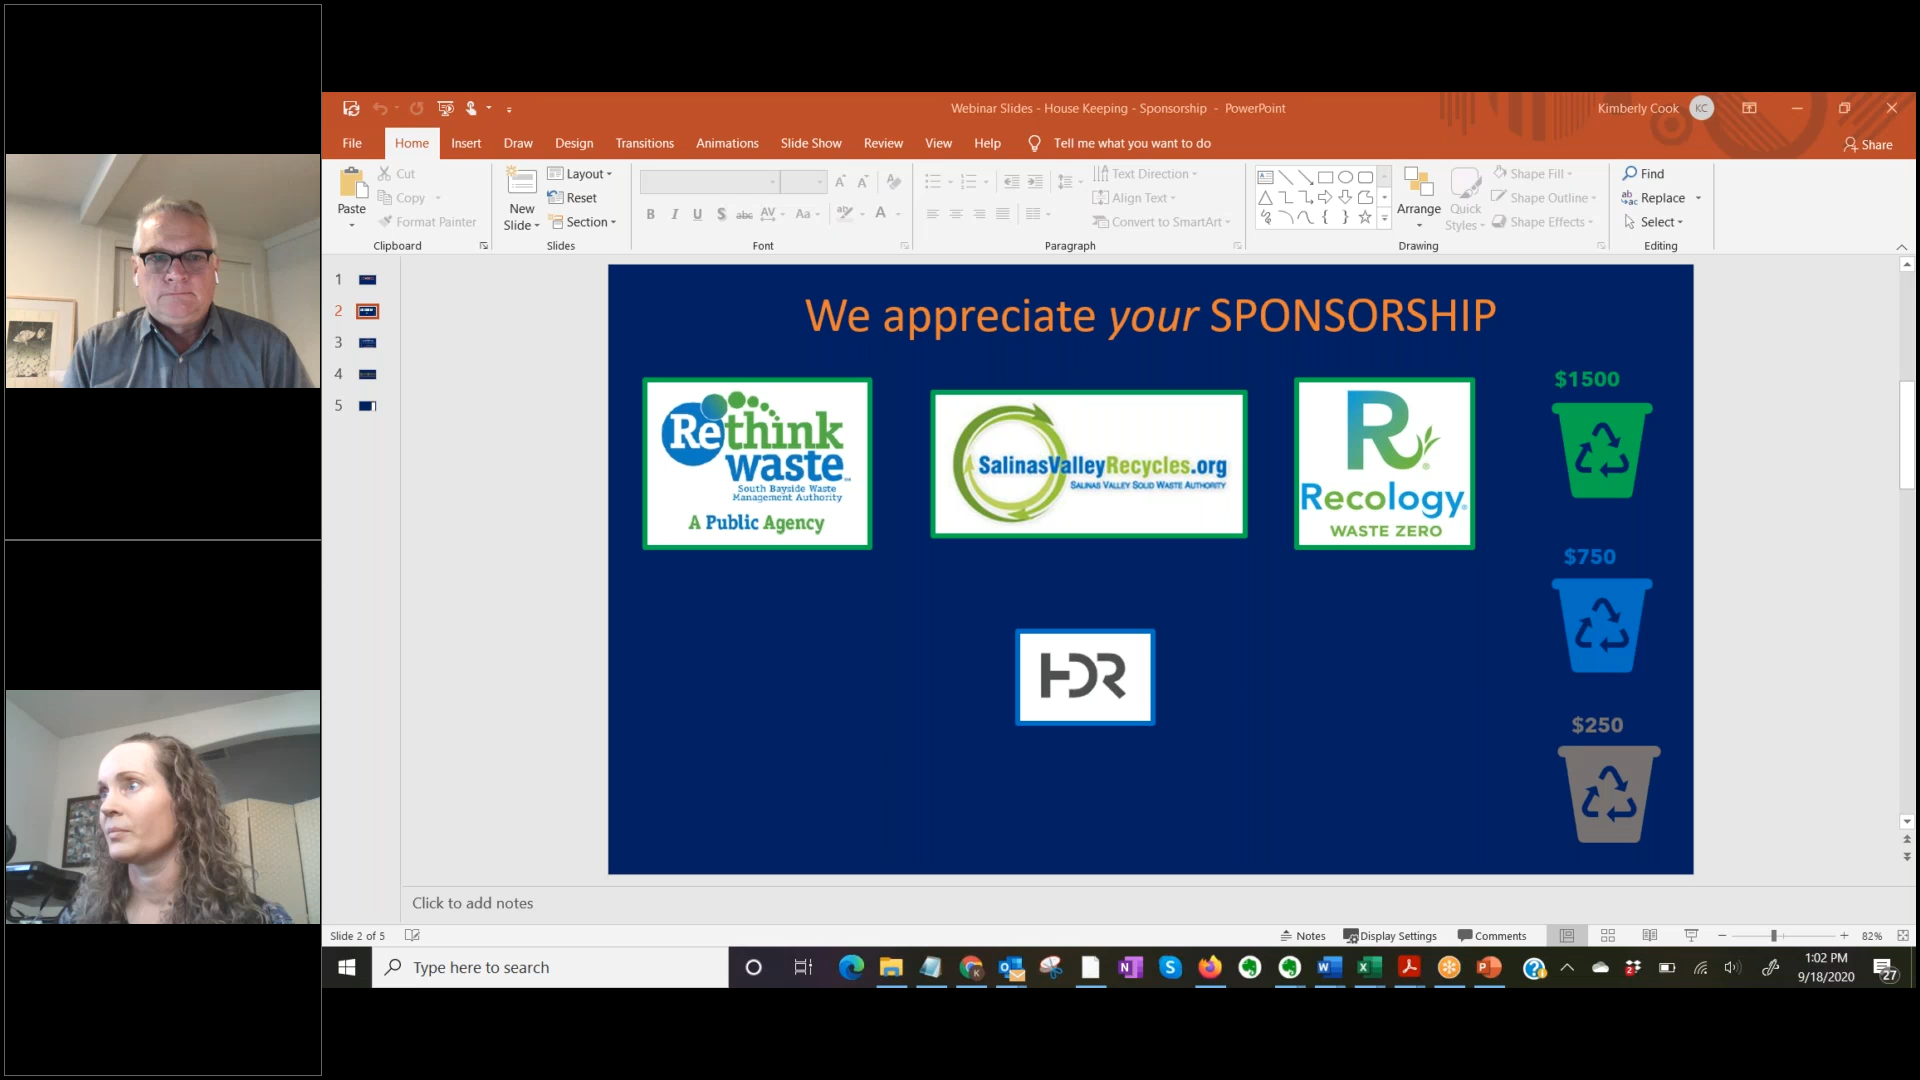 Webinar Slides - House Keeping - Sponsorship - PowerPoint
Kimberly Cook
KC
File
Home
Insert
Draw
Design
Transitions
Animations
Slide Show
Review
View
Help
Tell me what you want to do
Share
Paste
Cut
Copy
Format Painter
Clipboard
New
Slide
Layout
Reset
Section
Slides
B I U S abc AV Aa A
Font
Text Direction
Align Text
Convert to SmartArt
Paragraph
Arrange
Quick
Styles
Shape Fill
Shape Outline
Shape Effects
Drawing
Find
Replace
Select
Editing
1
2
3
4
5
We appreciate your SPONSORSHIP
Rethink
waste
South Bayside Waste
Management Authority
A Public Agency
SalinasValleyRecycles.org
SALINAS VALLEY SOLID WASTE AUTHORITY
R
Recology
WASTE ZERO
HDR
$1500
$750
$250
Click to add notes
Slide 2 of 5
Notes
Display Settings
Comments
82%
Type here to search
1:02 PM
9/18/2020
27